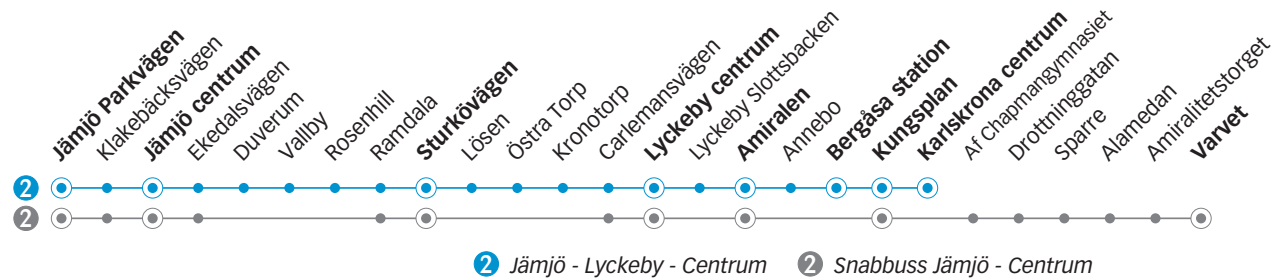 Jämjö Parkvägen
Klakebäcksvägen
Jämjö centrum
Ekedalsvägen
Duverum
Vallby
Rosenhill
Ramdala
Sturkövägen
Lösen
Östra Torp
Kronotorp
Carlemansvägen
Lyckeby centrum
Lyckeby Slottsbacken
Amiralen
Annebo
Bergåsa station
Kungsplan
Karlskrona centrum
Af Chapmangymnasiet
Drottninggatan
Sparre
Alamedan
Amiralitetstorget
Varvet
2
2
2 Jämjö - Lyckeby - Centrum 2 Snabbuss Jämjö - Centrum